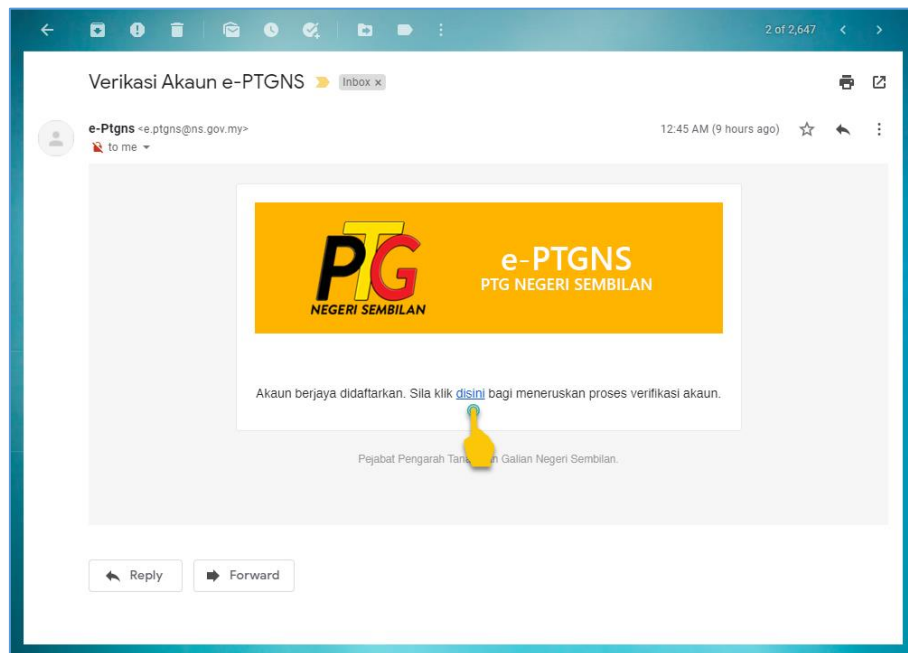 2 of 2,647
Verikasi Akaun e-PTGNS Inbox x
e-Ptgns <e.ptgns@ns.gov.my> 12:45 AM (9 hours ago)
to me
PTG
NEGERI SEMBILAN
e-PTGNS
PTG NEGERI SEMBILAN
Akaun berjaya didaftarkan. Sila klik disini bagi meneruskan proses verifikasi akaun.
Pejabat Pengarah Galian Negeri Sembilan.
Reply Forward